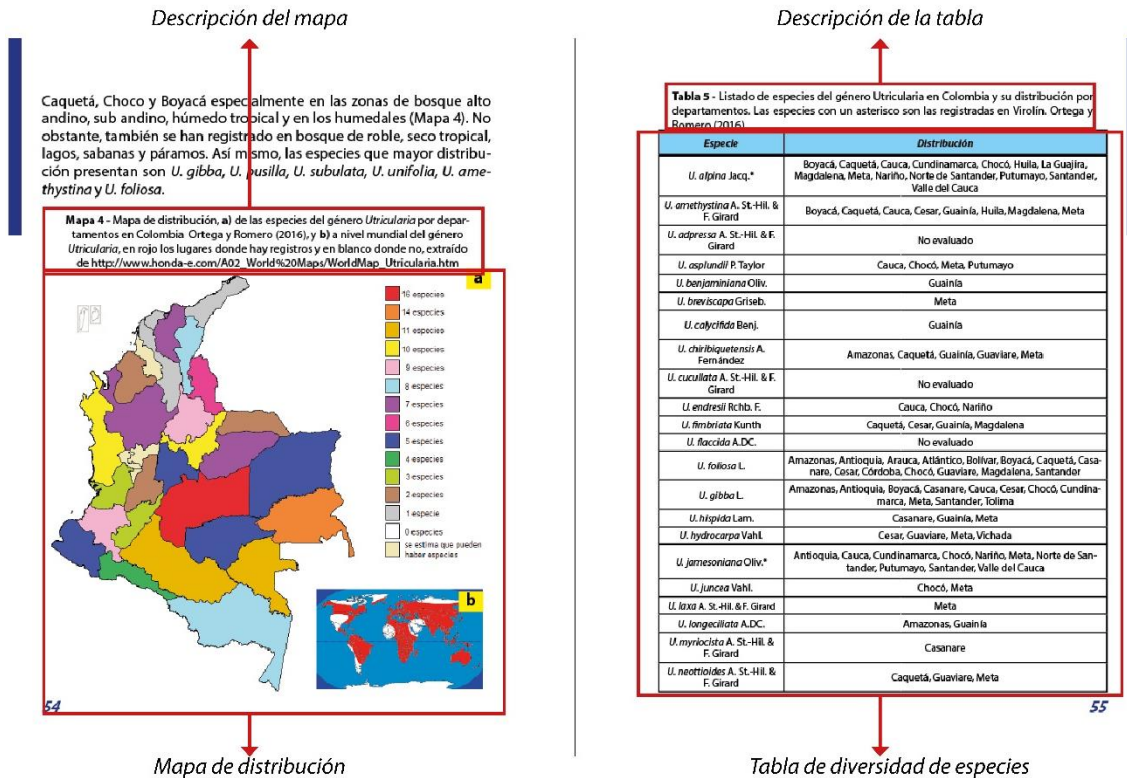 Descripción del mapa
Caquetá, Choco y Boyacá especialmente en las zonas de bosque alto
andino, sub andino, húmedo tropical y en los humedales (Mapa 4). No
obstante, también se han registrado en bosque de roble, seco tropical,
lagos, sabanas y páramos. Así mismo, las especies que mayor distribu-
ción presentan son U. gibba, U. pusilla, U. subulata, U. unifolia, U. ame-
thystina y U. foliosa.
Mapa 4 - Mapa de distribución, a) de las especies del género Utricularia por depar-
tamentos en Colombia Ortega y Romero (2016), y b) a nivel mundial del género
Utricularia, en rojo los lugares donde hay registros y en blanco donde no, extraído
de http://www.honda-e.com/A02_World%20Maps/WorldMap_Utricularia.htm
a
16 especies
14 especies
11 especies
10 especies
9 especies
8 especies
7 especies
6 especies
5 especies
4 especies
3 especies
2 especies
1 especie
0 especies
se estima que pueden
haber especies
b
54
Mapa de distribución
Descripción de la tabla
Tabla 5 - Listado de especies del género Utricularia en Colombia y su distribución por
departamentos. Las especies con un asterisco son las registradas en Virolín. Ortega y
Romero (2016)
Especie Distribución
U. alpina Jacq.* Boyacá, Caquetá, Cauca, Cundinamarca, Chocó, Huila, La Guajira,
Magdalena, Meta, Nariño, Norte de Santander, Putumayo, Santander,
Valle del Cauca
U. amethystina A. St.-Hil. &
F. Girard Boyacá, Caquetá, Cauca, Cesar, Guainía, Huila, Magdalena, Meta
U. adpressa A. St.-Hil. & F.
Girard No evaluado
U. asplundii P. Taylor Cauca, Chocó, Meta, Putumayo
U. benjaminiana Oliv. Guainía
U. breviscapa Griseb. Meta
U. calycifida Benj. Guainía
U. chiribiquetensis A.
Fernández Amazonas, Caquetá, Guainía, Guaviare, Meta
U. cucullata A. St.-Hil. & F.
Girard No evaluado
U. endresii Rchb. F. Cauca, Chocó, Nariño
U. fimbriata Kunth Caquetá, Cesar, Guainía, Magdalena
U. flaccida A.DC. No evaluado
U. foliosa L. Amazonas, Antioquia, Arauca, Atlántico, Bolívar, Boyacá, Caquetá, Casa-
nare, Cesar, Córdoba, Chocó, Guaviare, Magdalena, Santander
U. gibba L. Amazonas, Antioquia, Boyacá, Casanare, Cauca, Cesar, Chocó, Cundina-
marca, Meta, Santander, Tolima
U. hispida Lam. Casanare, Guainía, Meta
U. hydrocarpa Vahl. Cesar, Guaviare, Meta, Vichada
U. jamesoniana Oliv.* Antioquia, Cauca, Cundinamarca, Chocó, Nariño, Meta, Norte de San-
tander, Putumayo, Santander, Valle del Cauca
U. juncea Vahl. Chocó, Meta
U. laxa A. St.-Hil. & F. Girard Meta
U. longeciliata A.DC. Amazonas, Guainía
U. myriocista A. St.-Hil. &
F. Girard Casanare
U. neottioides A. St.-Hil. &
F. Girard Caquetá, Guaviare, Meta
55
Tabla de diversidad de especies